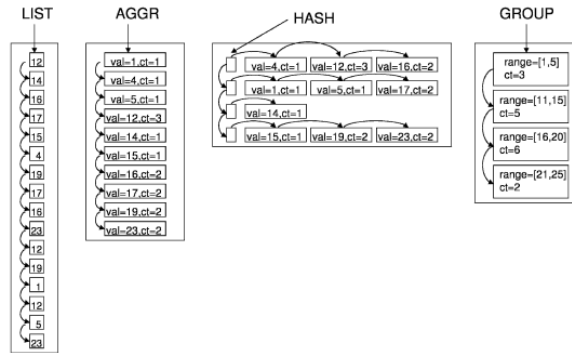 LIST
AGGR
HASH
GROUP
12
14
16
17
15
4
19
17
16
23
12
19
1
12
5
23
val=1,ct=1
val=4,ct=1
val=5,ct=1
val=12,ct=3
val=14,ct=1
val=15,ct=1
val=16,ct=2
val=17,ct=2
val=19,ct=2
val=23,ct=2
val=4,ct=1 val=12,ct=3 val=16,ct=2
val=1,ct=1 val=5,ct=1 val=17,ct=2
val=14,ct=1
val=15,ct=1 val=19,ct=2 val=23,ct=2
range=[1,5]
ct=3
range=[11,15]
ct=5
range=[16,20]
ct=6
range=[21,25]
ct=2